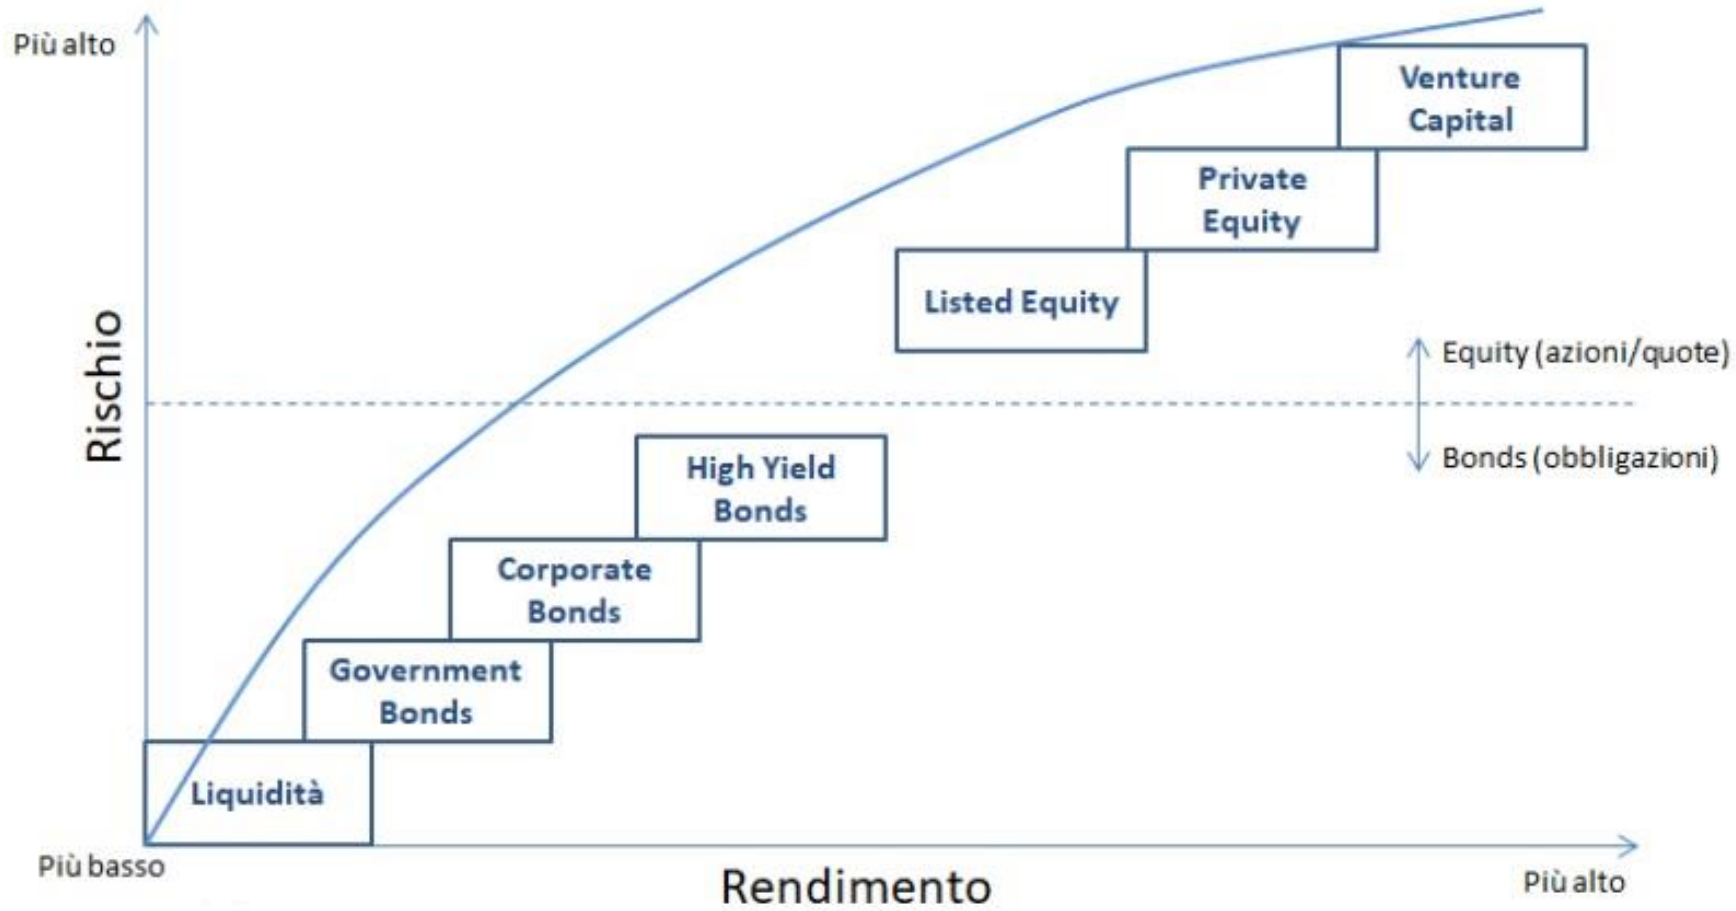 Più alto
Venture
Capital
Private
Equity
Listed Equity
Equity (azioni/quote)
Rischio
Bonds (obbligazioni)
High Yield
Bonds
Corporate
Bonds
Government
Bonds
Liquidità
Più basso
Rendimento
Più alto